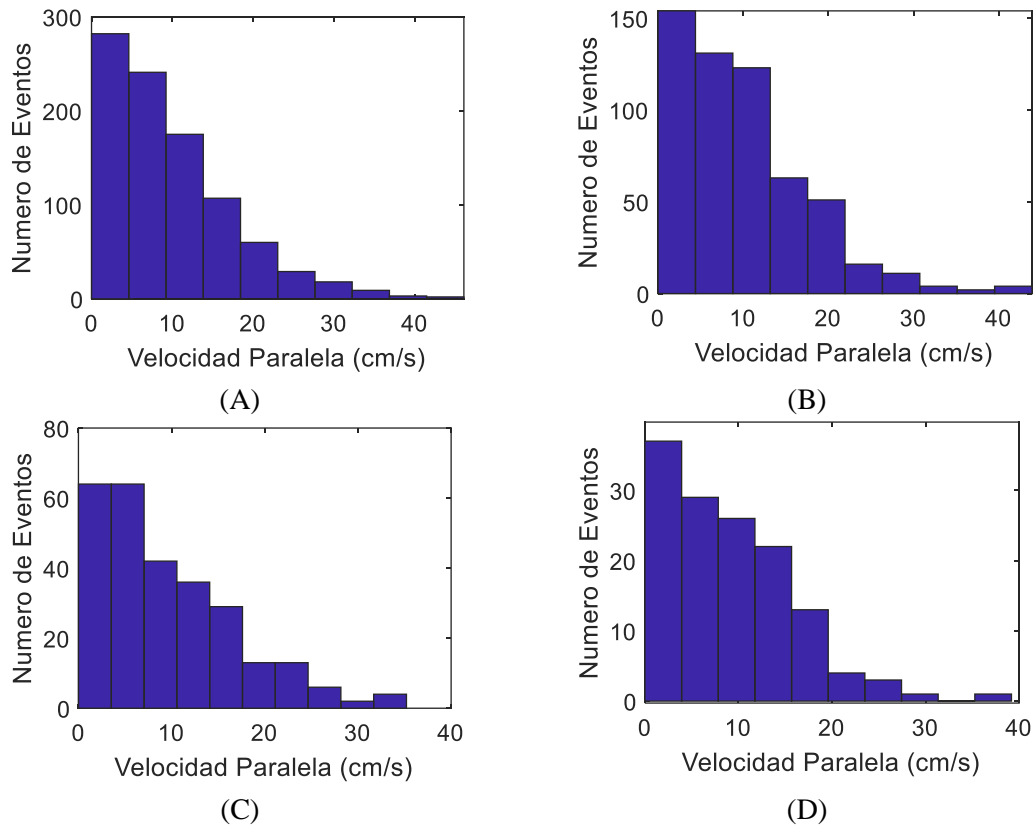 300
200
100
0
Numero de Eventos
0 10 20 30 40
Velocidad Paralela (cm/s)
(A)
150
100
50
0
Numero de Eventos
0 10 20 30 40
Velocidad Paralela (cm/s)
(B)
80
60
40
20
0
Numero de Eventos
0 10 20 30 40
Velocidad Paralela (cm/s)
(C)
30
20
10
0
Numero de Eventos
0 10 20 30 40
Velocidad Paralela (cm/s)
(D)